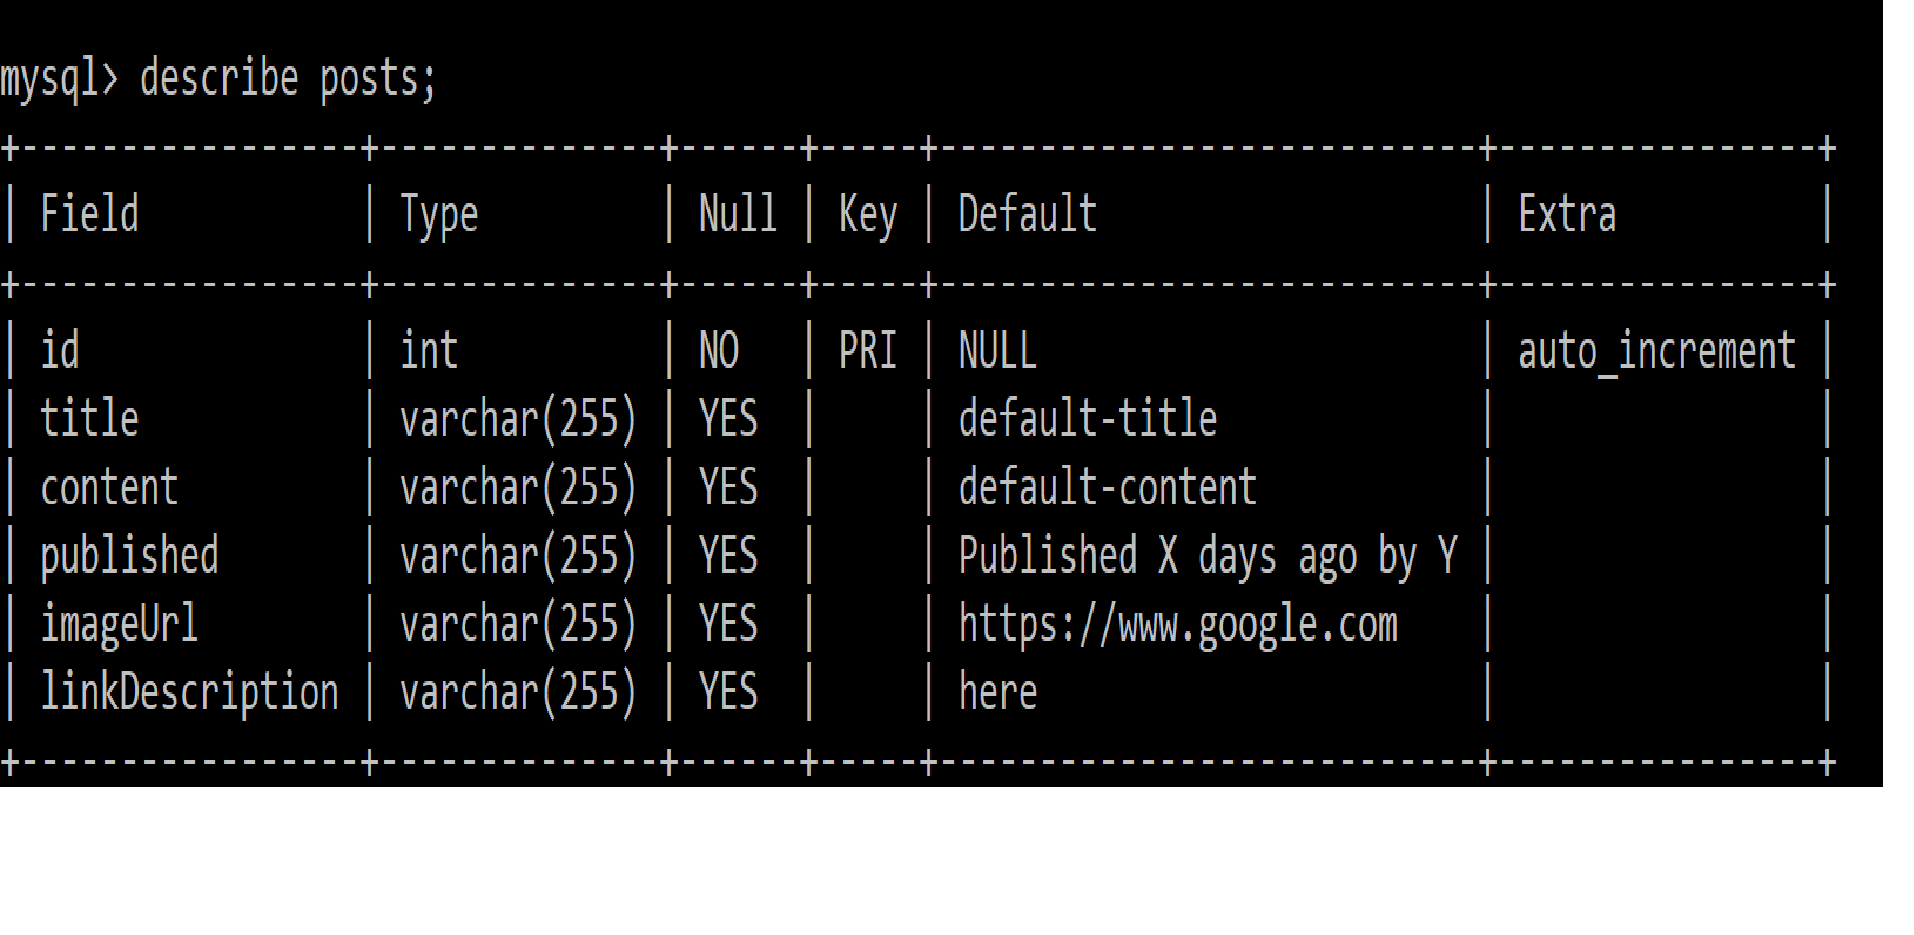 mysql> describe posts;
+-----------------+--------------+------+-----+---------------------------+----------------+
| Field           | Type         | Null | Key | Default                   | Extra          |
+-----------------+--------------+------+-----+---------------------------+----------------+
| id              | int          | NO   | PRI | NULL                      | auto_increment |
| title           | varchar(255) | YES  |     | default-title             |                |
| content         | varchar(255) | YES  |     | default-content           |                |
| published       | varchar(255) | YES  |     | Published X days ago by Y |                |
| imageUrl        | varchar(255) | YES  |     | https://www.google.com    |                |
| linkDescription | varchar(255) | YES  |     | here                      |                |
+-----------------+--------------+------+-----+---------------------------+----------------+